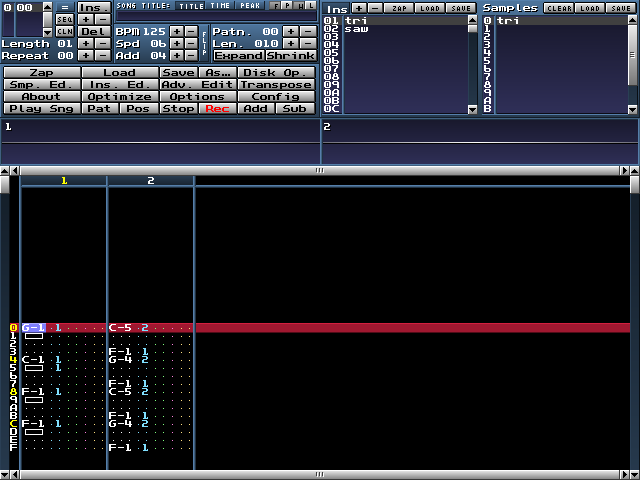 0 00 = Ins.
SEQ + −
CLN Del
Length 01 + −
Repeat 00 + −
SONG TITLE: TITLE TIME PEAK F P W L
BPM 125 + −
Spd 06 + −
Add 04 + −
FLIP
Patn. 00 + −
Len. 010 + −
Expand Shrink
Ins + − ZAP LOAD SAVE
01 tri
02 saw
03
04
05
06
07
08
09
0A
0B
0C
Samples CLEAR LOAD SAVE
0 tri
1
2
3
4
5
6
7
8
9
A
B
Zap Load Save As... Disk Op.
Smp. Ed. Ins. Ed. Adv. Edit Transpose
About Optimize Options Config
Play Sng Pat Pos Stop Rec Add Sub
1 2
1 2
0 G-1 1 C-5 2
1
2
3 F-1 1
4 C-1 1 G-4 2
5 1
6
7 F-1 1
8 F-1 1 C-5 2
9
A
B F-1 1
C F-1 1 G-4 2
D
E
F F-1 1